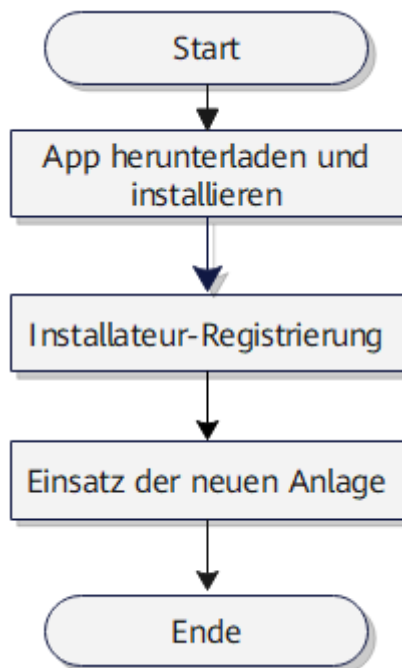 Start
App herunterladen und
installieren
Installateur-Registrierung
Einsatz der neuen Anlage
Ende